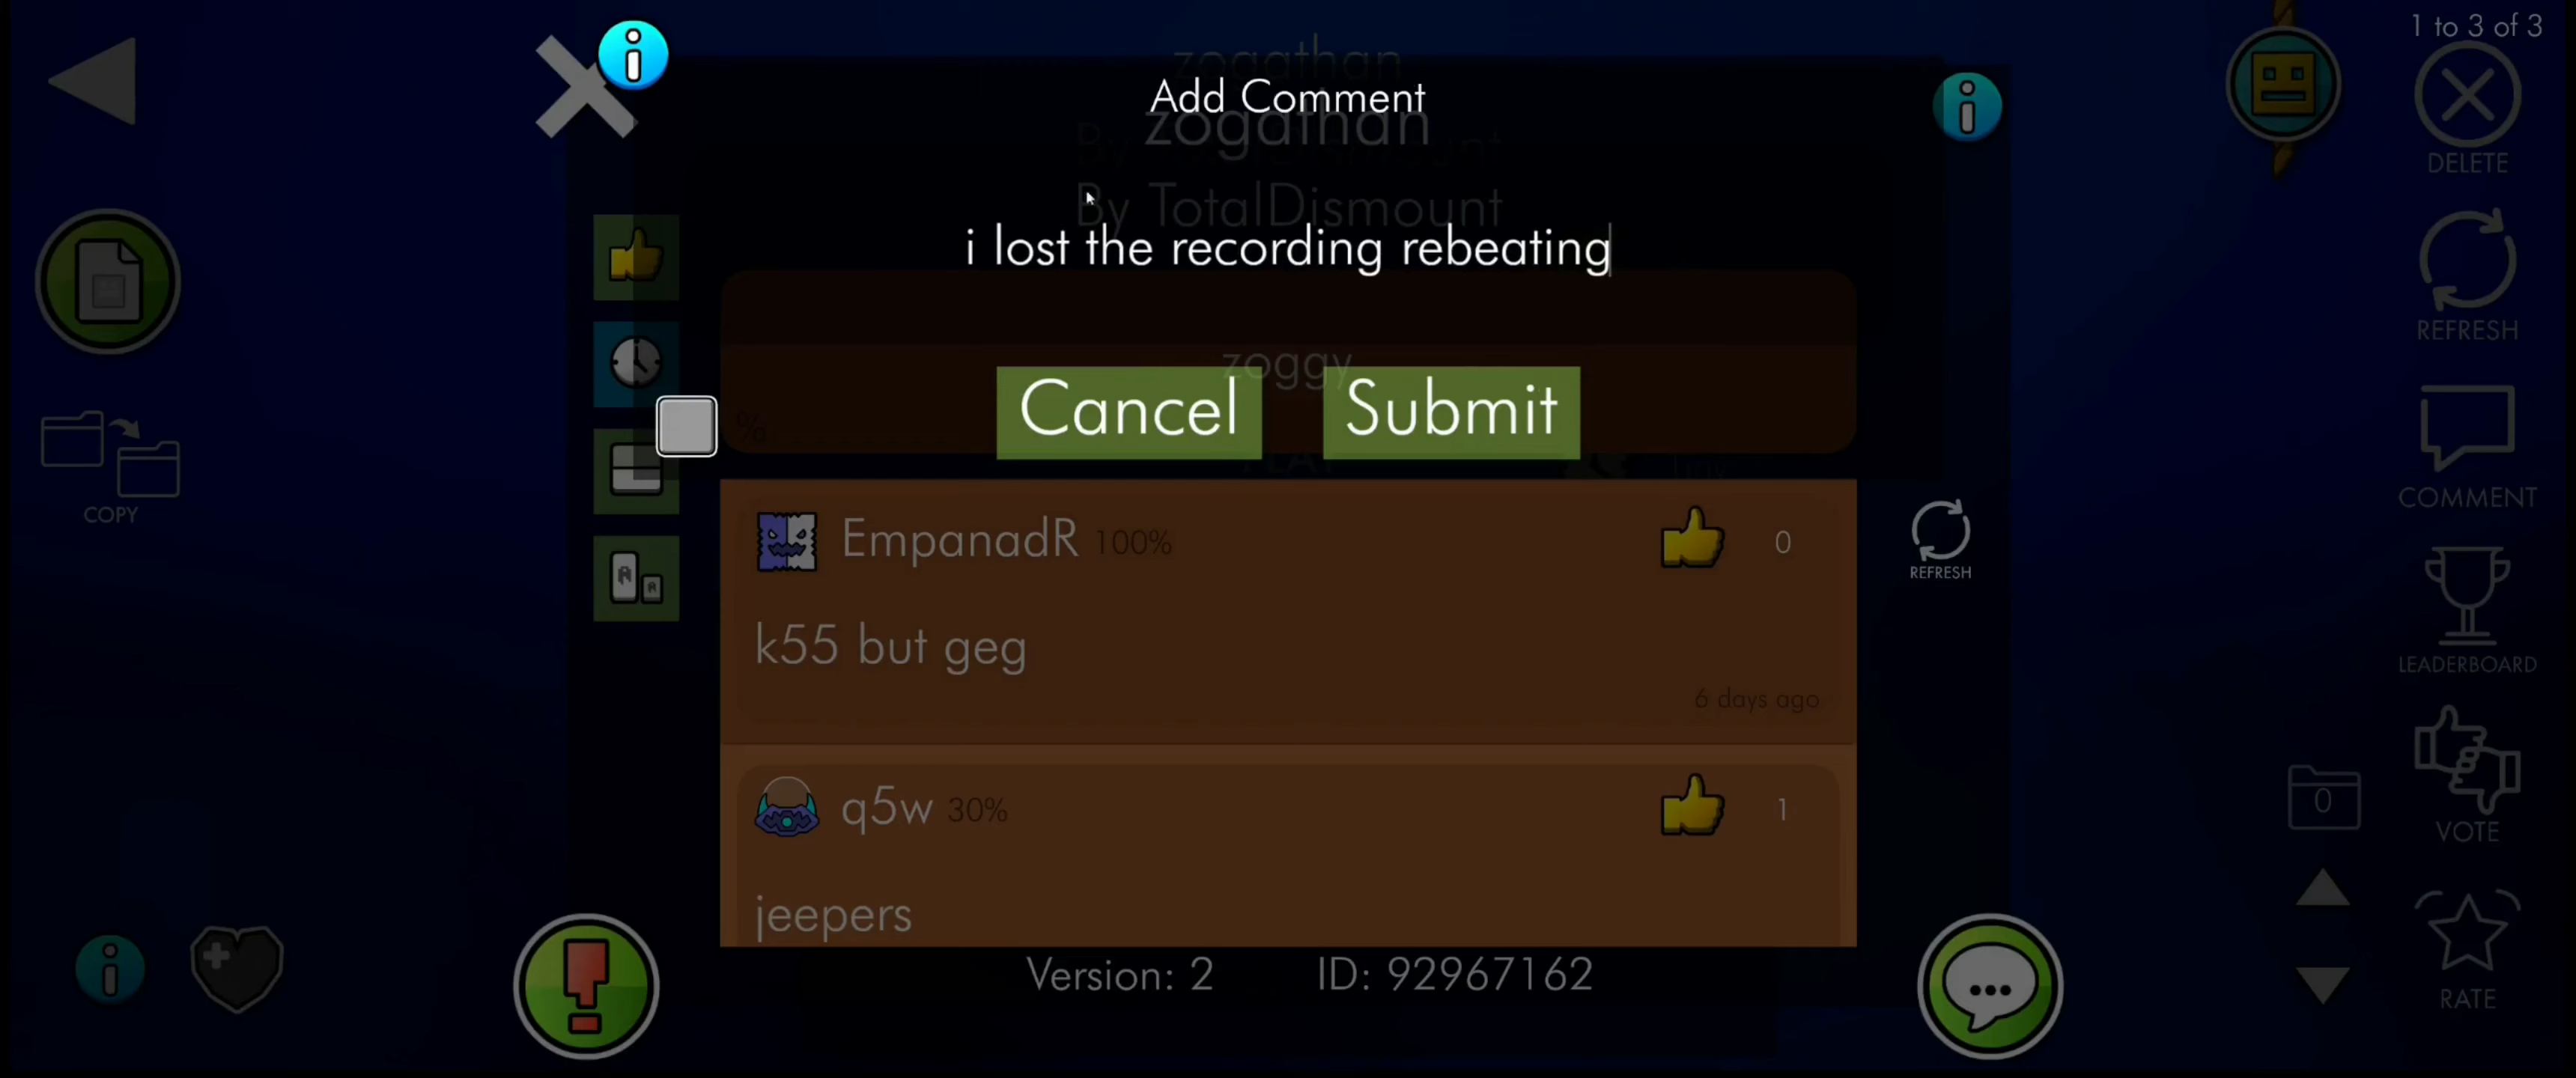 1 to 3 of 3
zogathan
Add Comment
zogathan
By TotalDismount
i lost the recording rebeating
zoggy
%
Cancel
Submit
DELETE
REFRESH
COPY
COMMENT
EmpanadR 100%
0
k55 but geg
6 days ago
REFRESH
LEADERBOARD
q5w 30%
1
jeepers
0
VOTE
Version: 2
ID: 92967162
RATE